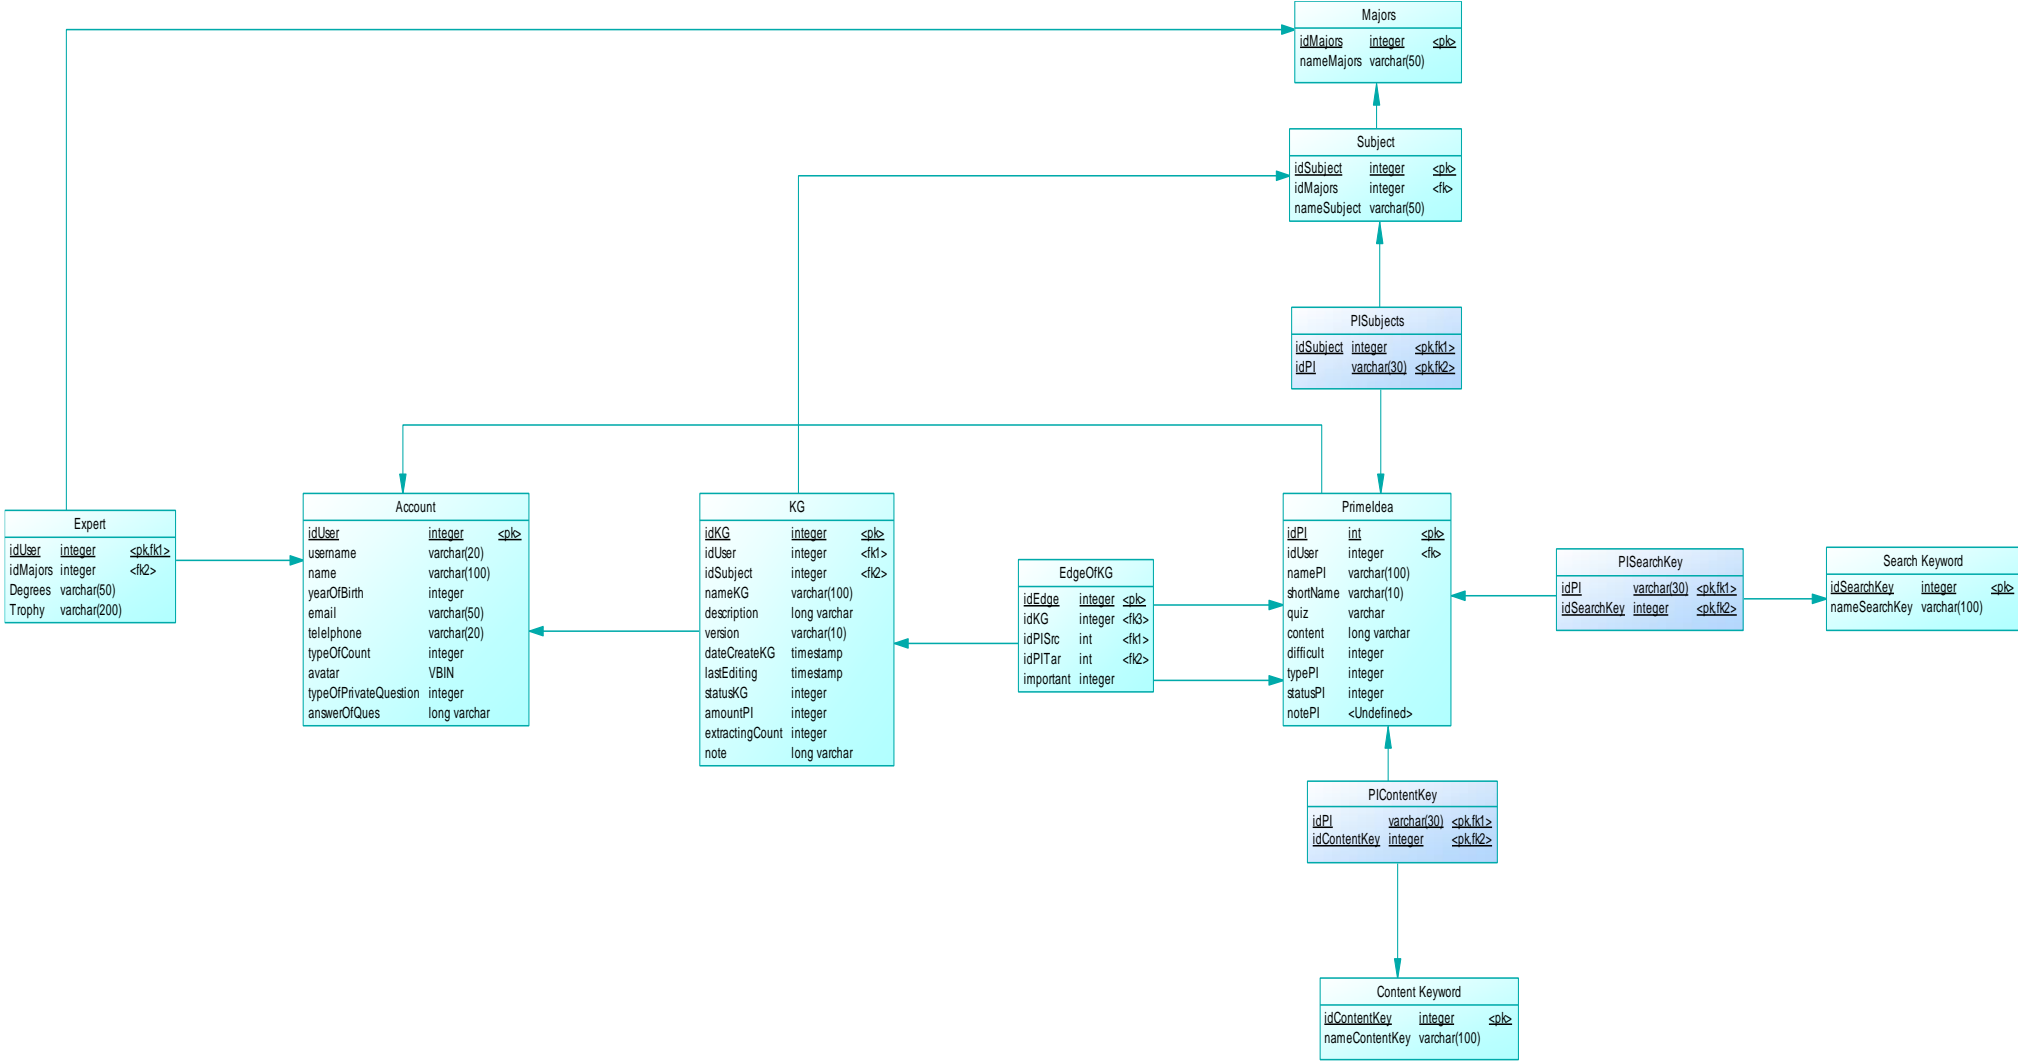 Majors
idMajors integer <pk>
nameMajors varchar(50)
Subject
idSubject integer <pk>
idMajors integer <fk>
nameSubject varchar(50)
PISubjects
idSubject integer <pk,fk1>
idPI varchar(30) <pk,fk2>
Expert
idUser integer <pk,fk1>
idMajors integer <fk2>
Degrees varchar(50)
Trophy varchar(200)
Account
idUser integer <pk>
username varchar(20)
name varchar(100)
yearOfBirth integer
email varchar(50)
telelphone varchar(20)
typeOfCount integer
avatar VBIN
typeOfPrivateQuestion integer
answerOfQues long varchar
KG
idKG integer <pk>
idUser integer <fk1>
idSubject integer <fk2>
nameKG varchar(100)
description long varchar
version varchar(10)
dateCreateKG timestamp
lastEditing timestamp
statusKG integer
amountPI integer
extractingCount integer
note long varchar
EdgeOfKG
idEdge integer <pk>
idKG integer <fk3>
idPISrc int <fk1>
idPITar int <fk2>
important integer
PrimeIdea
idPI int <pk>
idUser integer <fk>
namePI varchar(100)
shortName varchar(10)
quiz varchar
content long varchar
difficult integer
typePI integer
statusPI integer
notePI <Undefined>
PISearchKey
idPI varchar(30) <pk,fk1>
idSearchKey integer <pk,fk2>
Search Keyword
idSearchKey integer <pk>
nameSearchKey varchar(100)
PIContentKey
idPI varchar(30) <pk,fk1>
idContentKey integer <pk,fk2>
Content Keyword
idContentKey integer <pk>
nameContentKey varchar(100)